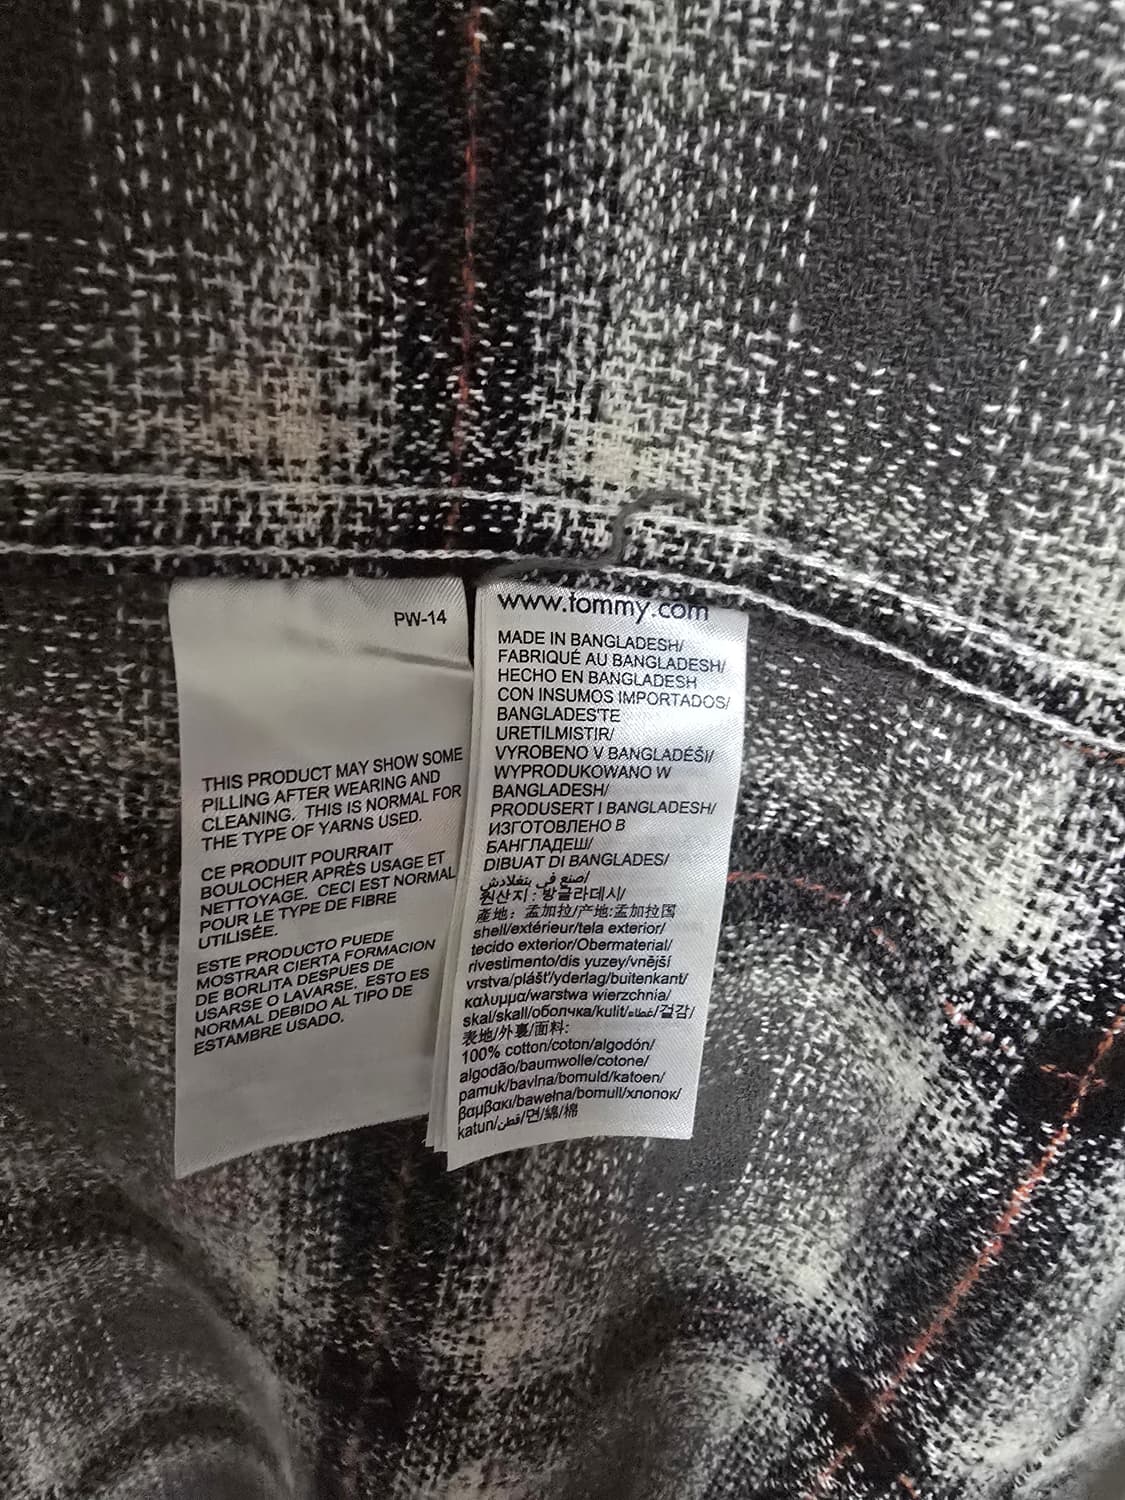 PW-14
THIS PRODUCT MAY SHOW SOME
PILLING AFTER WEARING AND
CLEANING. THIS IS NORMAL FOR
THE TYPE OF YARNS USED.
CE PRODUIT POURRAIT
BOULOCHER APRÈS USAGE ET
NETTOYAGE. CECI EST NORMAL
POUR LE TYPE DE FIBRE
UTILISÉE.
ESTE PRODUCTO PUEDE
MOSTRAR CIERTA FORMACION
DE BORLITA DESPUES DE
USARSE O LAVARSE. ESTO ES
NORMAL DEBIDO AL TIPO DE
ESTAMBRE USADO.
www.tommy.com
MADE IN BANGLADESH/
FABRIQUÉ AU BANGLADESH/
HECHO EN BANGLADESH
CON INSUMOS IMPORTADOS/
BANGLADES'TE
URETILMISTIR/
VYROBENO V BANGLADÉŠI/
WYPRODUKOWANO W
BANGLADESH/
PRODUSERT I BANGLADESH/
ИЗГОТОВЛЕНО В
БАНГЛАДЕШ/
DIBUAT DI BANGLADES/
صنع في بنغلادش/
원산지 : 방글라데시/
產地：孟加拉/产地:孟加拉国
shell/extérieur/tela exterior/
tecido exterior/Obermaterial/
rivestimento/dis yuzey/vnější
vrstva/plášť/yderlag/buitenkant/
καλυμμα/warstwa wierzchnia/
skal/skall/оболчка/kulit/غطاء/겉감/
表地/外裏/面料:
100% cotton/coton/algodón/
algodão/baumwolle/cotone/
pamuk/bavlna/bomuld/katoen/
βαμβακι/bawełna/bomull/хлопок/
katun/قطن/면/綿/棉